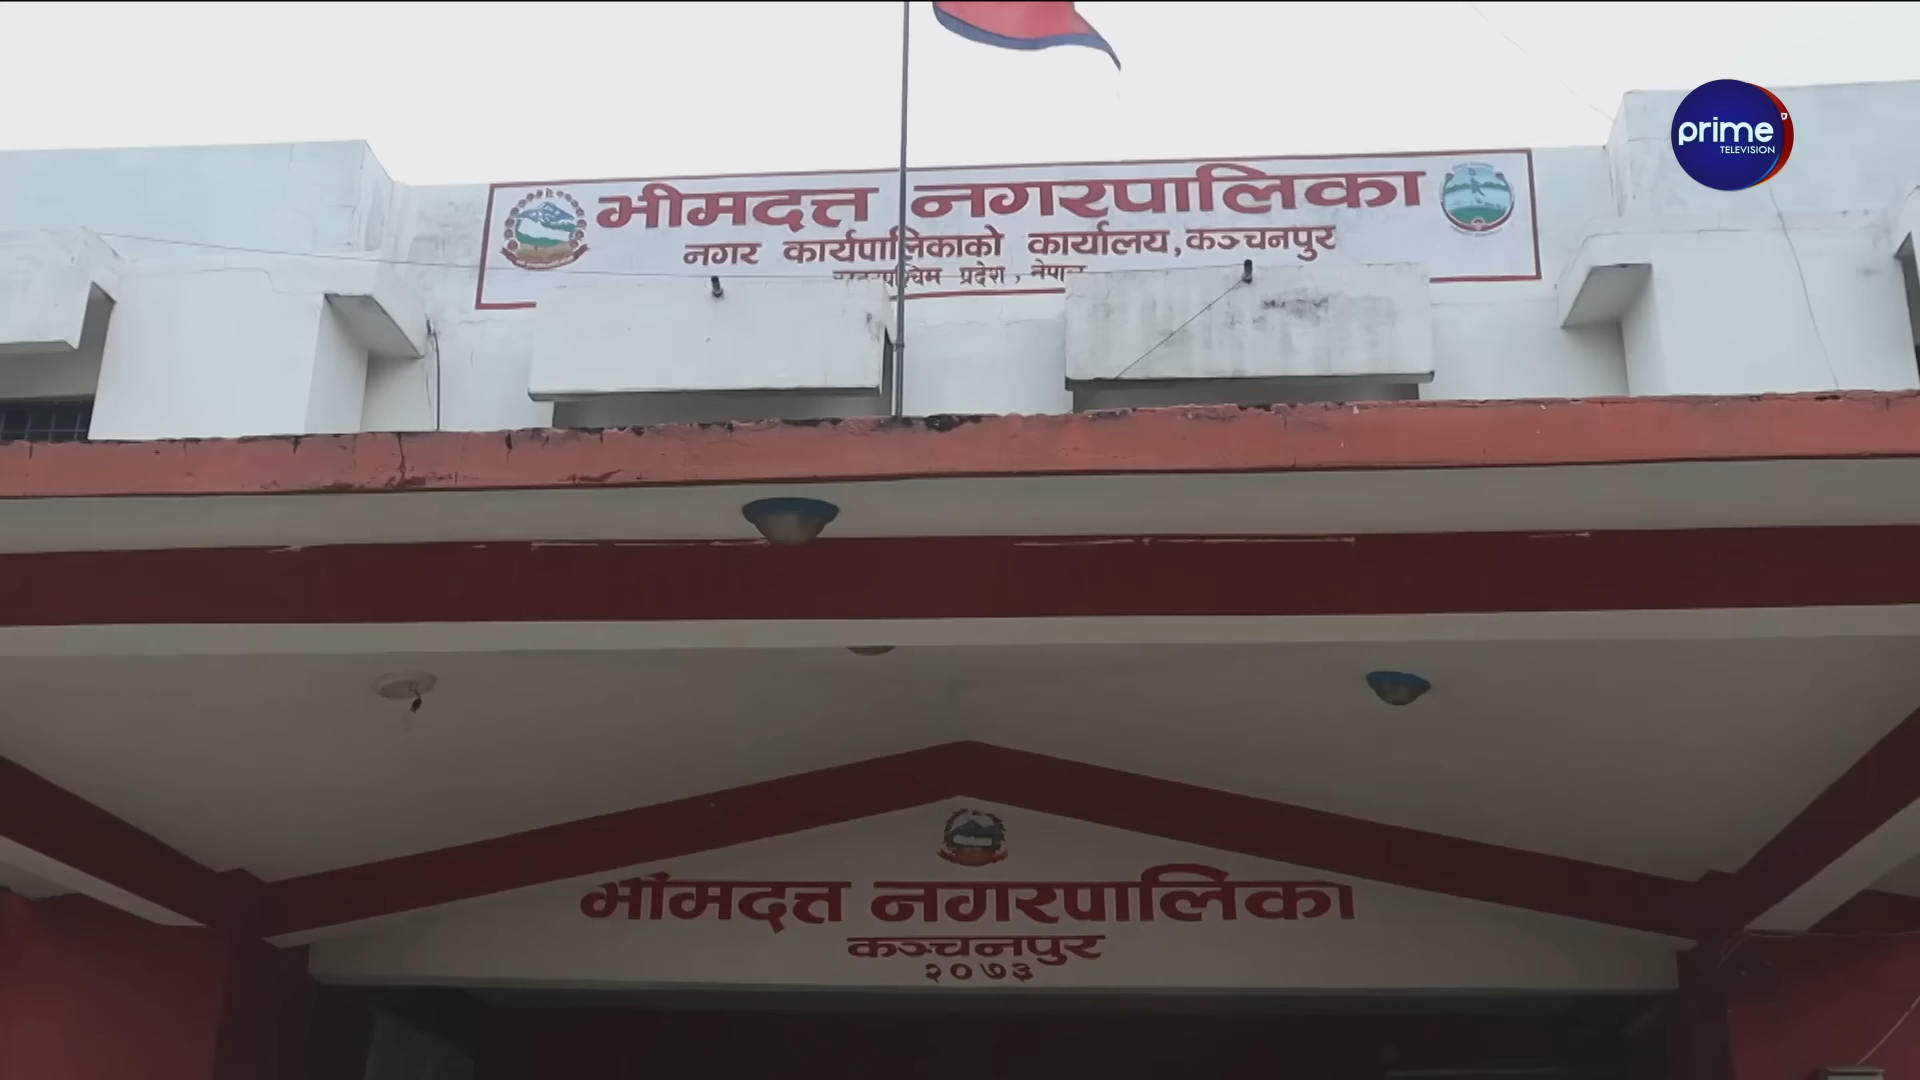 prime
TELEVISION
भीमदत्त नगरपालिका
नगर कार्यपालिकाको कार्यालय, कञ्चनपुर
प्रदेश, नेपाल
भीमदत्त नगरपालिका
कञ्चनपुर
२०७३